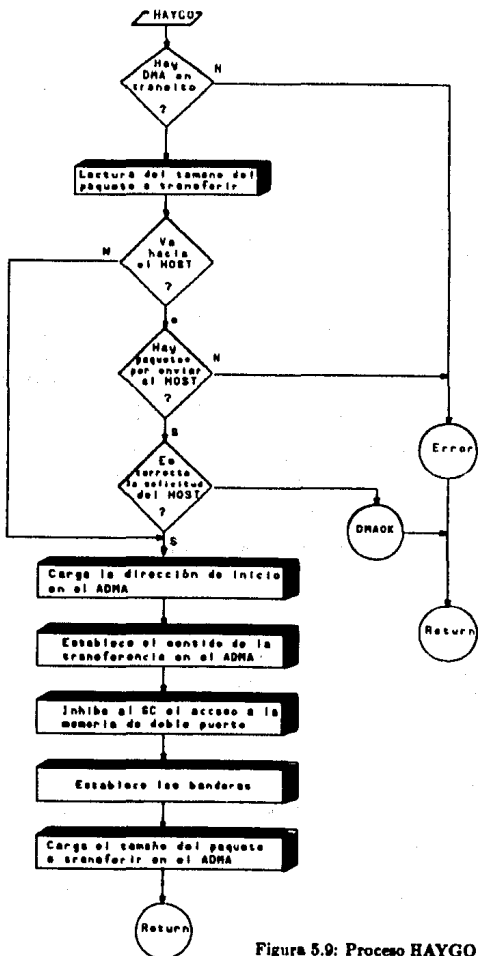 HAYGO
Hay
DMA en
transito
?
N
Lectura del tamano del
paquete a transferir
Va
hacia
el HOST
?
N
Hay
paquetes
por enviar
al HOST
?
N
S
Es
correcta
la solicitud
del HOST
?
S
Error
DMAOK
Return
Carga la dirección de inicio
en el ADMA
Establece el sentido de la
transferencia en el ADMA
Inhibe al SC el acceso a la
memoria de doble puerto
Establece las banderas
Carga el tamaño del paquete
a transferir en el ADMA
Return
Figura 5.9: Proceso HAYGO